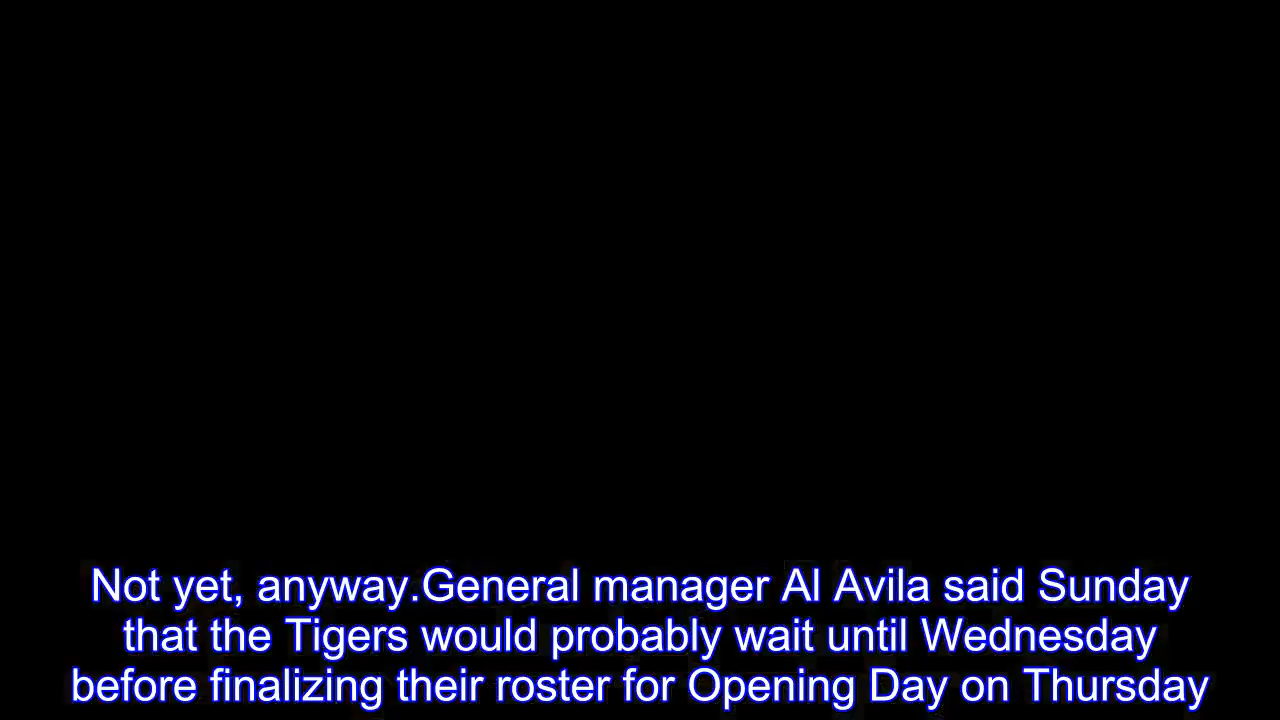 Not yet, anyway.General manager Al Avila said Sunday
that the Tigers would probably wait until Wednesday
before finalizing their roster for Opening Day on Thursday